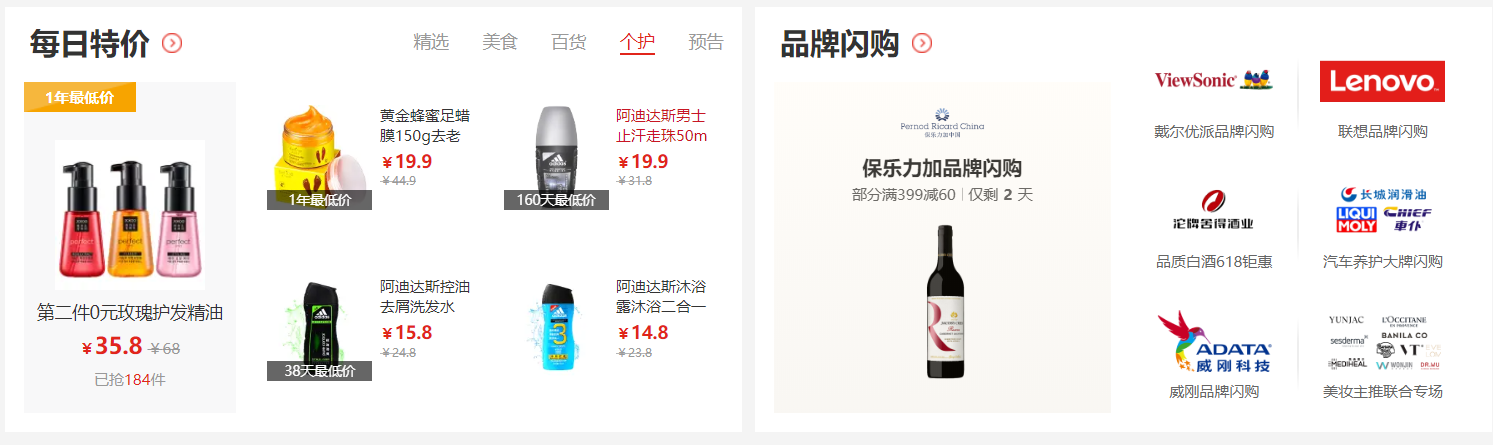 每日特价
精选 美食 百货 个护 预告
1年最低价
第二件0元玫瑰护发精油
￥35.8 ￥68
已抢184件
黄金蜂蜜足蜡
膜150g去老
￥19.9
￥44.9
1年最低价
阿迪达斯男士
止汗走珠50m
￥19.9
￥31.8
160天最低价
adidas
阿迪达斯控油
去屑洗发水
￥15.8
￥24.8
38天最低价
adidas
阿迪达斯沐浴
露沐浴二合一
￥14.8
￥23.8
perfect perfect perfect
品牌闪购
Pernod Ricard China
保乐力加中国
保乐力加品牌闪购
部分满399减60 | 仅剩 2 天
ViewSonic
戴尔优派品牌闪购
Lenovo
联想品牌闪购
沱牌舍得酒业
品质白酒618钜惠
长城润滑油
LIQUI MOLY CHIEF
車仆
汽车养护大牌闪购
ADATA
威刚科技
威刚品牌闪购
YUNJAC L'OCCITANE
EN PROVENCE
BANILA CO
sesderma VT
MEDIHEAL WONJIN DR.MU
美妆主推联合专场